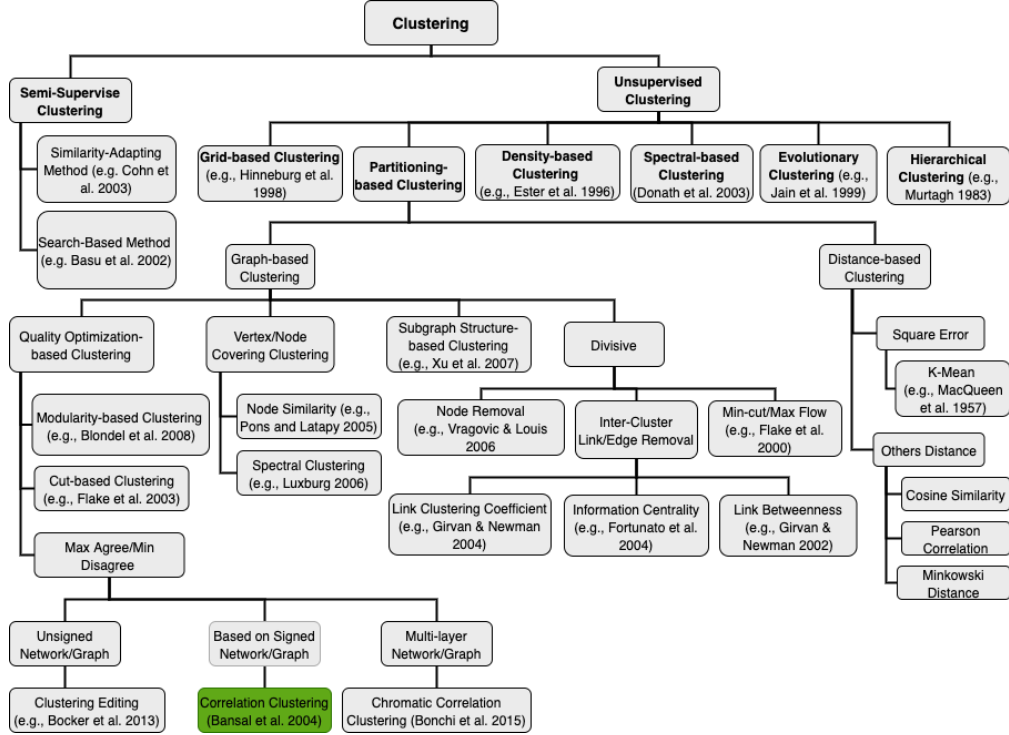 Clustering
Semi-Supervise
Clustering
Unsupervised
Clustering
Similarity-Adapting
Method (e.g. Cohn et
al. 2003)
Search-Based Method
(e.g. Basu et al. 2002)
Grid-based Clustering
(e.g., Hinneburg et al.
1998)
Partitioning-
based Clustering
Density-based
Clustering
(e.g., Ester et al. 1996)
Spectral-based
Clustering
(Donath et al. 2003)
Evolutionary
Clustering (e.g.,
Jain et al. 1999)
Hierarchical
Clustering (e.g.,
Murtagh 1983)
Graph-based
Clustering
Distance-based
Clustering
Quality Optimization-
based Clustering
Vertex/Node
Covering Clustering
Subgraph Structure-
based Clustering
(e.g., Xu et al. 2007)
Divisive
Square Error
K-Mean
(e.g., MacQueen
et al. 1957)
Modularity-based Clustering
(e.g., Blondel et al. 2008)
Cut-based Clustering
(e.g., Flake et al. 2003)
Max Agree/Min
Disagree
Node Similarity (e.g.,
Pons and Latapy 2005)
Spectral Clustering
(e.g., Luxburg 2006)
Node Removal
(e.g., Vragovic & Louis
2006
Inter-Cluster
Link/Edge Removal
Min-cut/Max Flow
(e.g., Flake et al.
2000)
Others Distance
Cosine Similarity
Pearson
Correlation
Minkowski
Distance
Link Clustering Coefficient
(e.g., Girvan & Newman
2004)
Information Centrality
(e.g., Fortunato et al.
2004)
Link Betweenness
(e.g., Girvan &
Newman 2002)
Unsigned
Network/Graph
Based on Signed
Network/Graph
Multi-layer
Network/Graph
Clustering Editing
(e.g., Bocker et al. 2013)
Correlation Clustering
(Bansal et al. 2004)
Chromatic Correlation
Clustering (Bonchi et al. 2015)